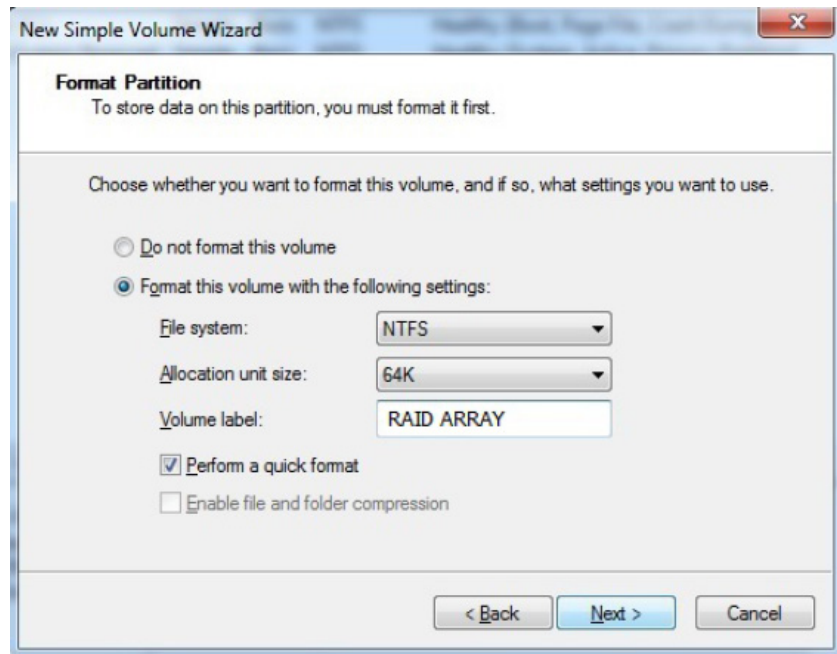 New Simple Volume Wizard
Format Partition
To store data on this partition, you must format it first.
Choose whether you want to format this volume, and if so, what settings you want to use.
Do not format this volume
Format this volume with the following settings:
File system: NTFS
Allocation unit size: 64K
Volume label: RAID ARRAY
Perform a quick format
Enable file and folder compression
< Back Next > Cancel